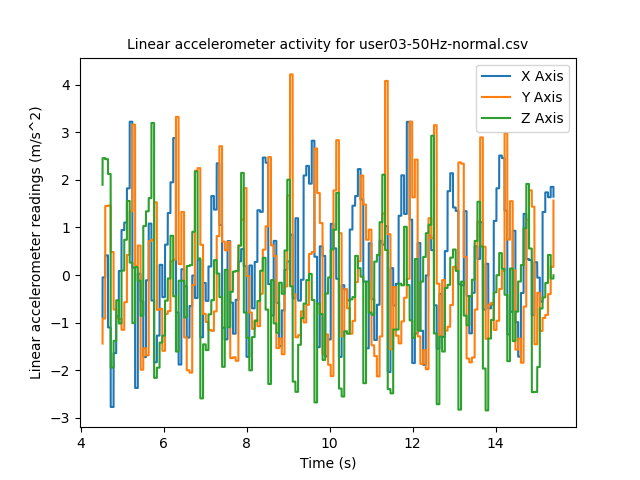 Linear accelerometer activity for user03-50Hz-normal.csv
X Axis
Y Axis
Z Axis
Linear accelerometer readings (m/s^2)
4
3
2
1
0
−1
−2
−3
4
6
8
10
12
14
Time (s)